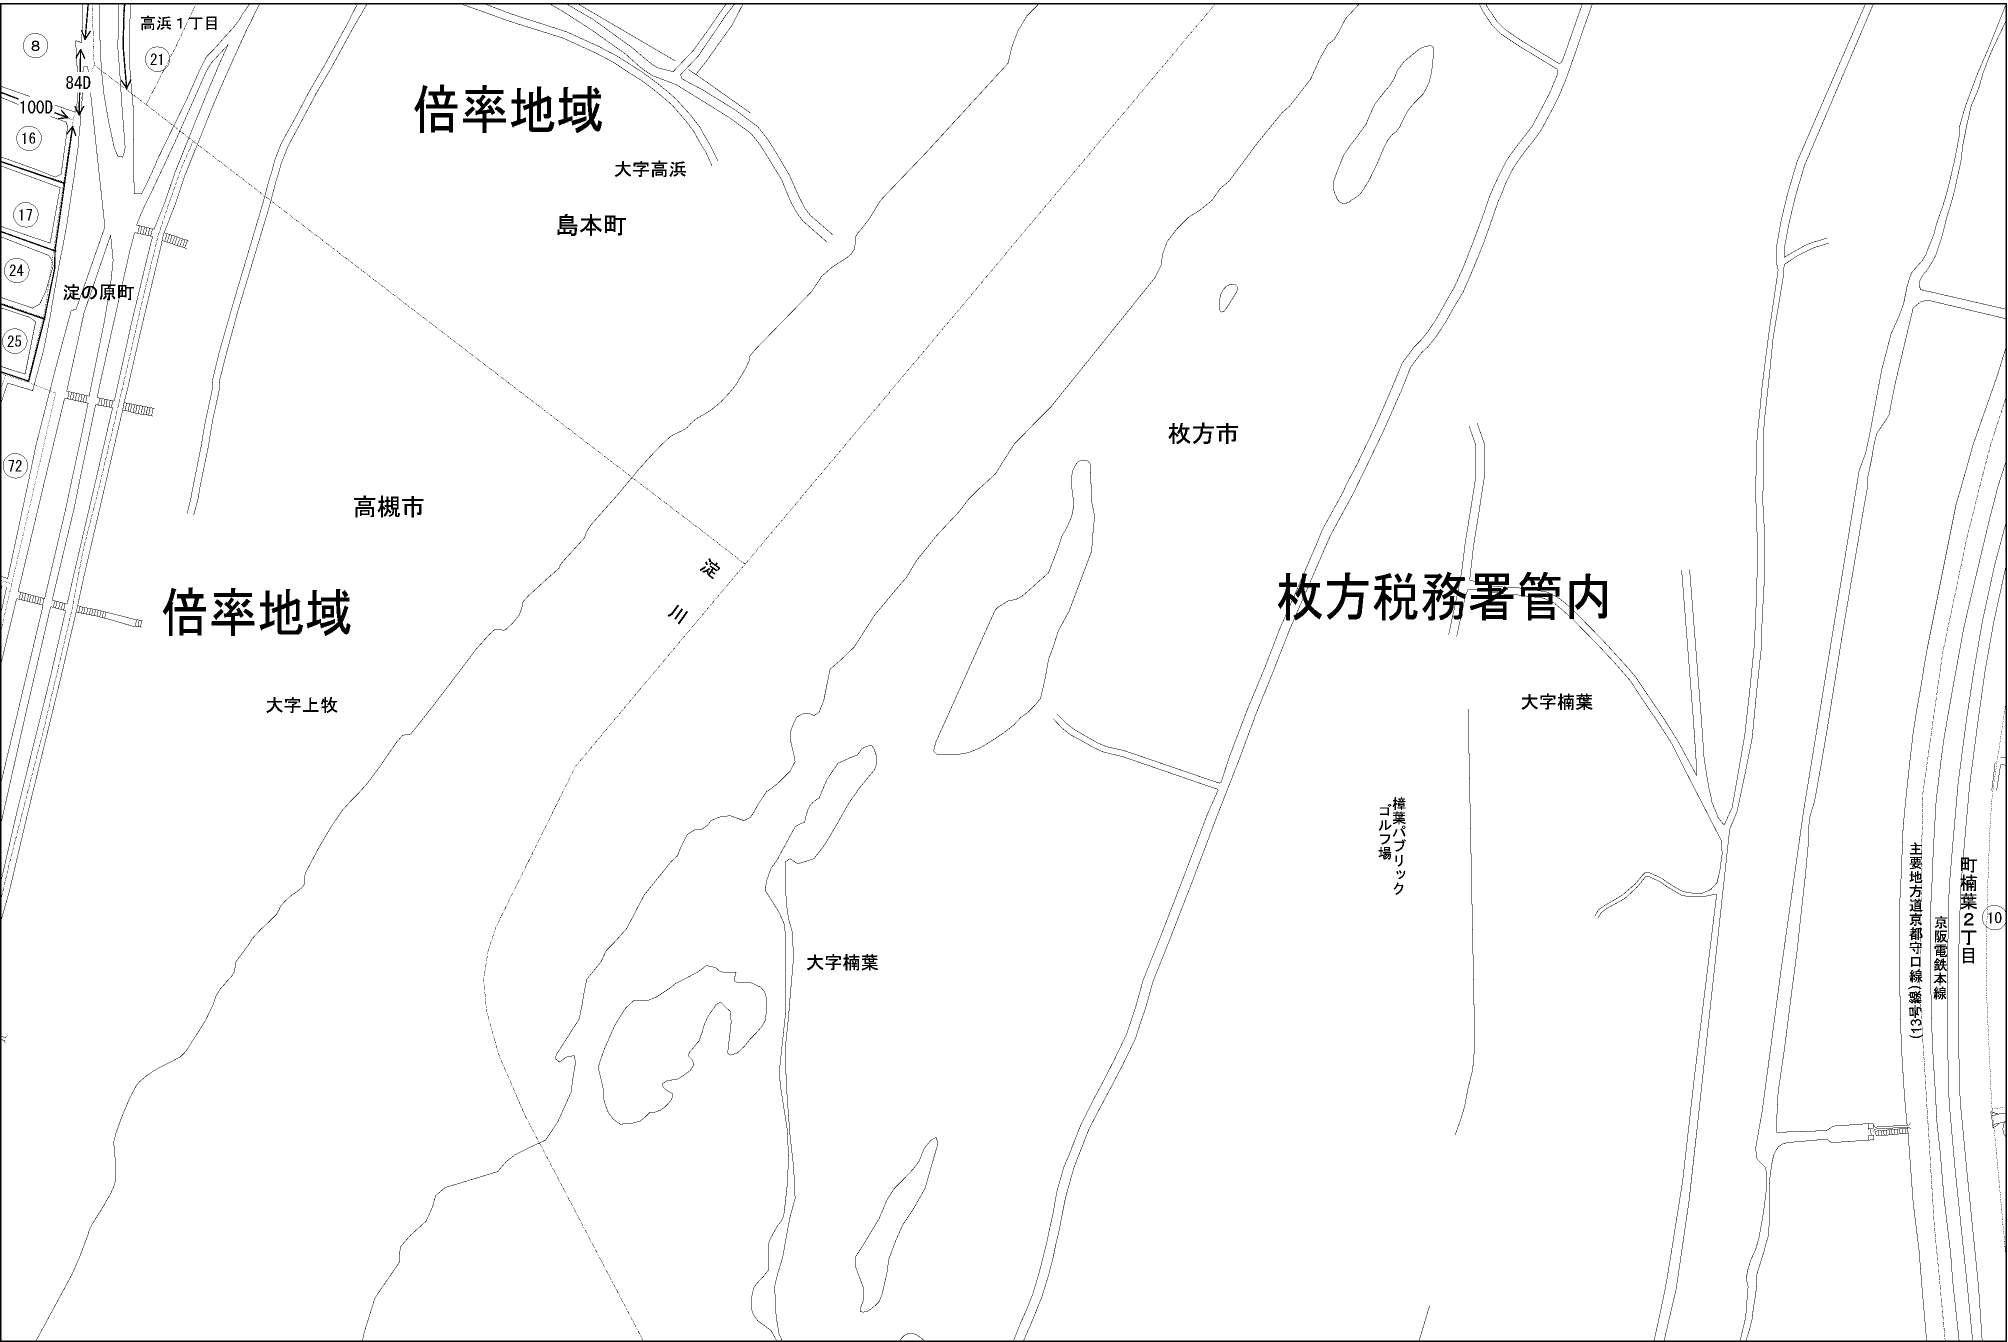 高浜1丁目
8
21
84D
100D
16
17
24
淀の原町
25
72
倍率地域
大字高浜
島本町
枚方市
高槻市
倍率地域
大字上牧
淀川
枚方税務署管内
大字楠葉
樟葉パブリック
ゴルフ場
大字楠葉
主要地方道京都守口線(13号線)
京阪電鉄本線
町楠葉2丁目
10